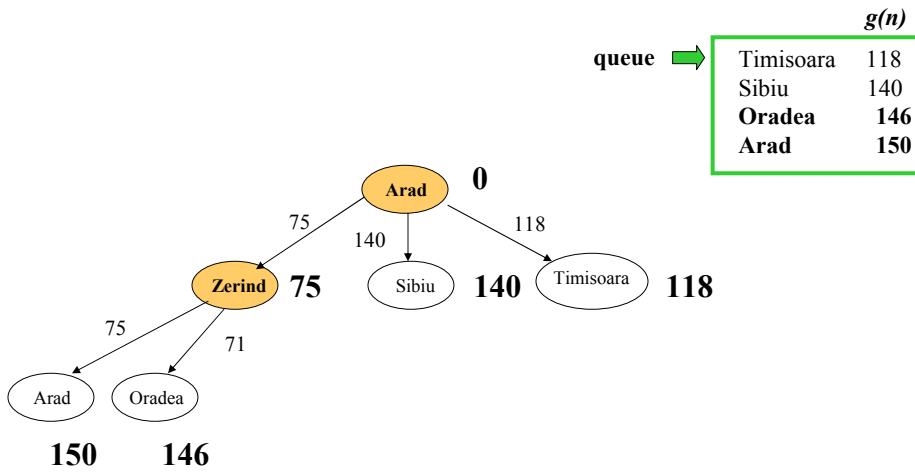 g(n)
queue
Timisoara 118
Sibiu 140
Oradea 146
Arad 150
Arad 0
75 140 118
Zerind 75 Sibiu 140 Timisoara 118
75 71
Arad Oradea
150 146